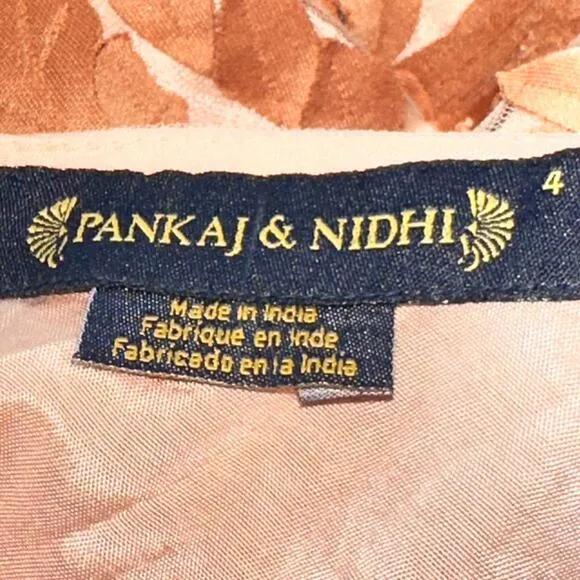 PANKAJ & NIDHI
4
Made in India
Fabrique en Inde
Fabricado en la India